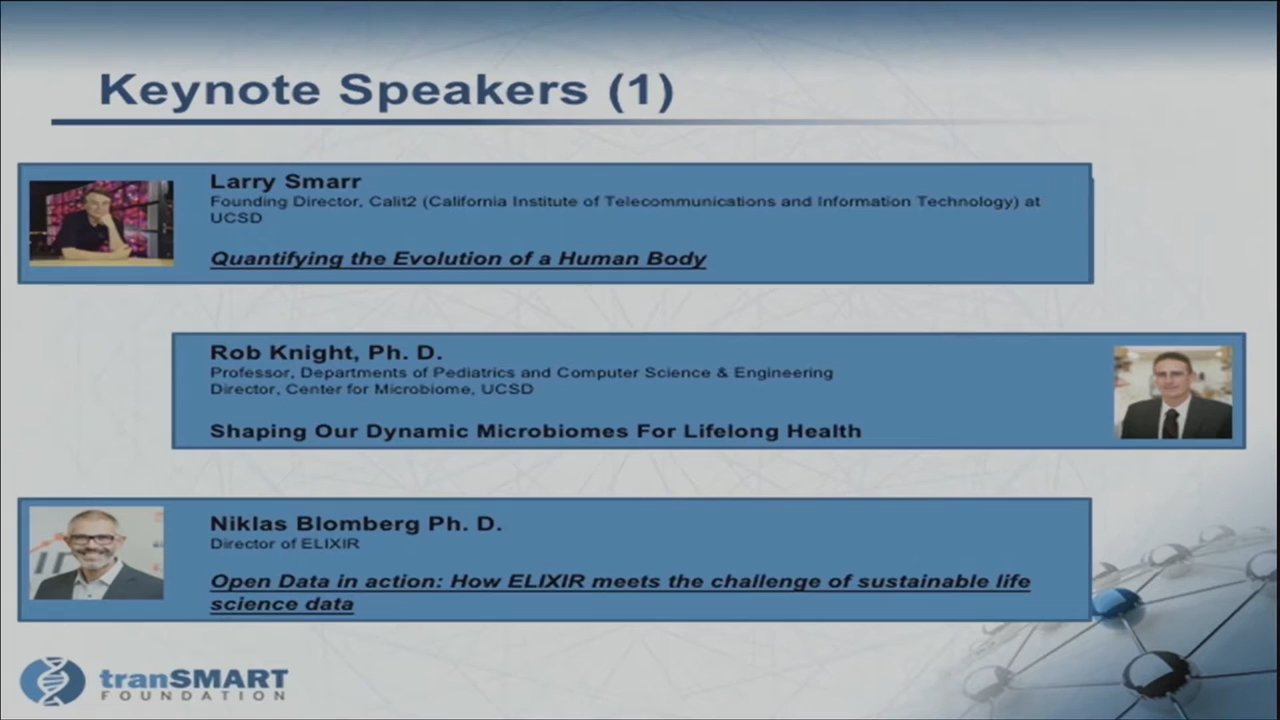 Keynote Speakers (1)
Larry Smarr
Founding Director, Calit2 (California Institute of Telecommunications and Information Technology) at
UCSD
Quantifying the Evolution of a Human Body
Rob Knight, Ph. D.
Professor, Departments of Pediatrics and Computer Science & Engineering
Director, Center for Microbiome, UCSD
Shaping Our Dynamic Microbiomes For Lifelong Health
Niklas Blomberg Ph. D.
Director of ELIXIR
Open Data in action: How ELIXIR meets the challenge of sustainable life
science data
tranSMART
FOUNDATION